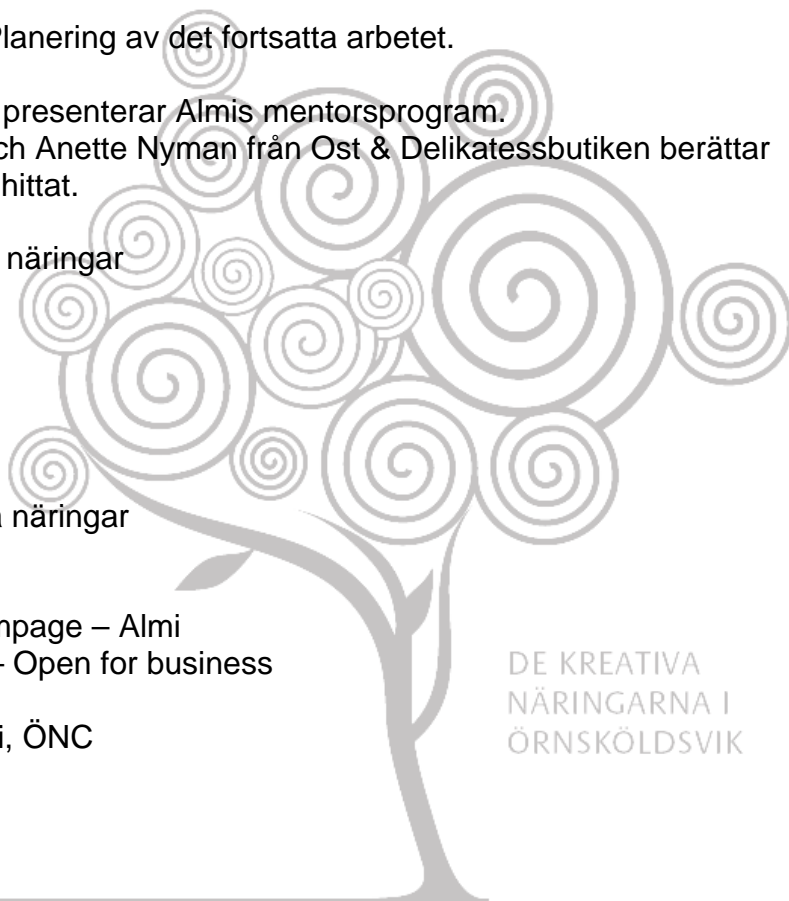 Planering av det fortsatta arbetet.
presenterar Almis mentorsprogram.
ch Anette Nyman från Ost & Delikatessbutiken berättar
hittat.
näringar
näringar
mpage – Almi
- Open for business
i, ÖNC
DE KREATIVA
NÄRINGARNA I
ÖRNSKÖLDSVIK